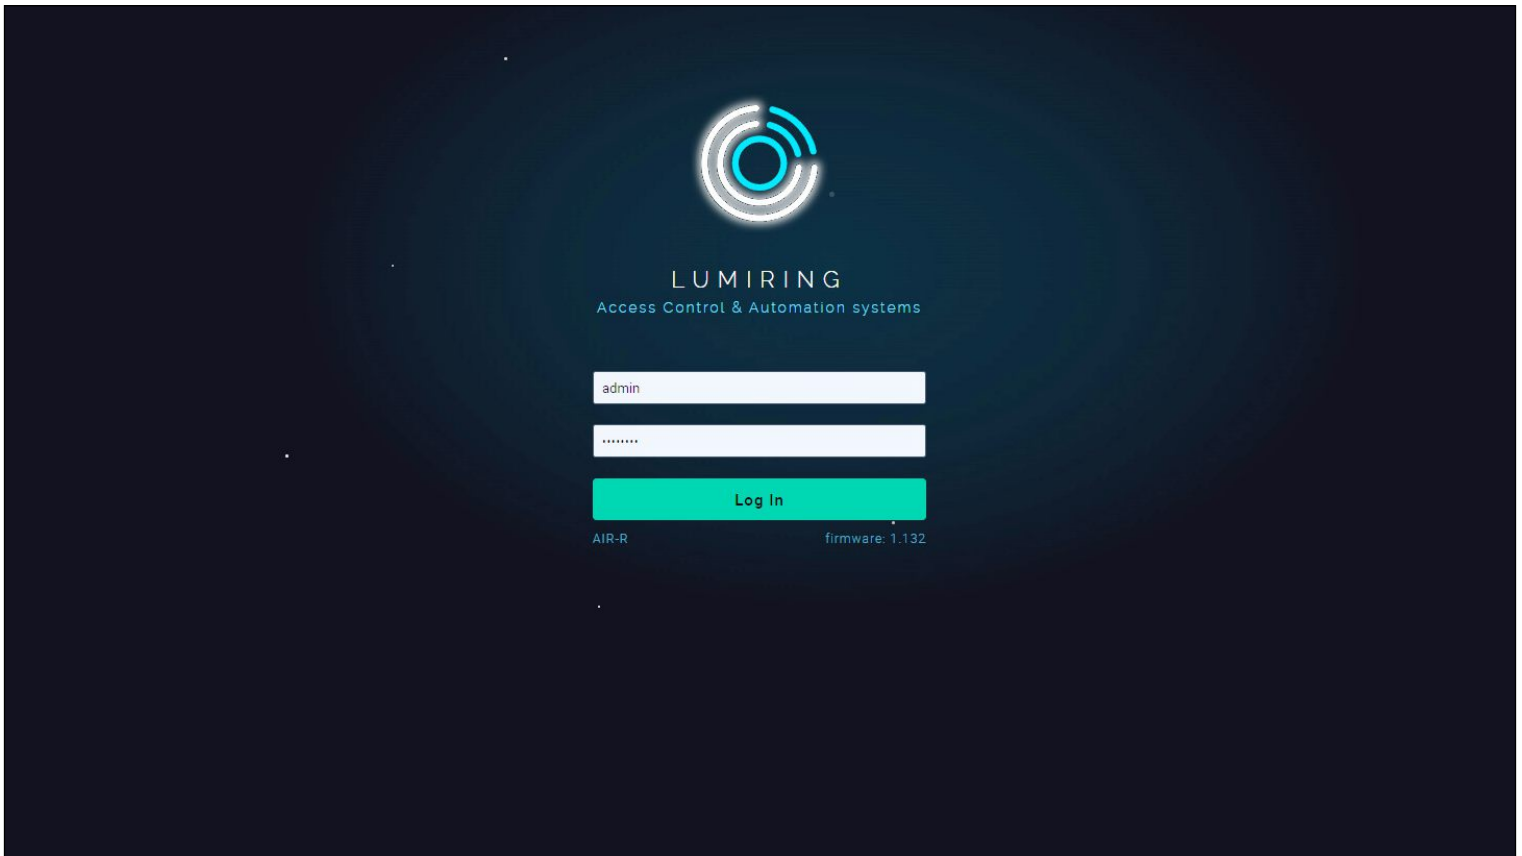 LUMIRING
Access Control & Automation systems
admin
........
Log In
AIR-R firmware: 1.132